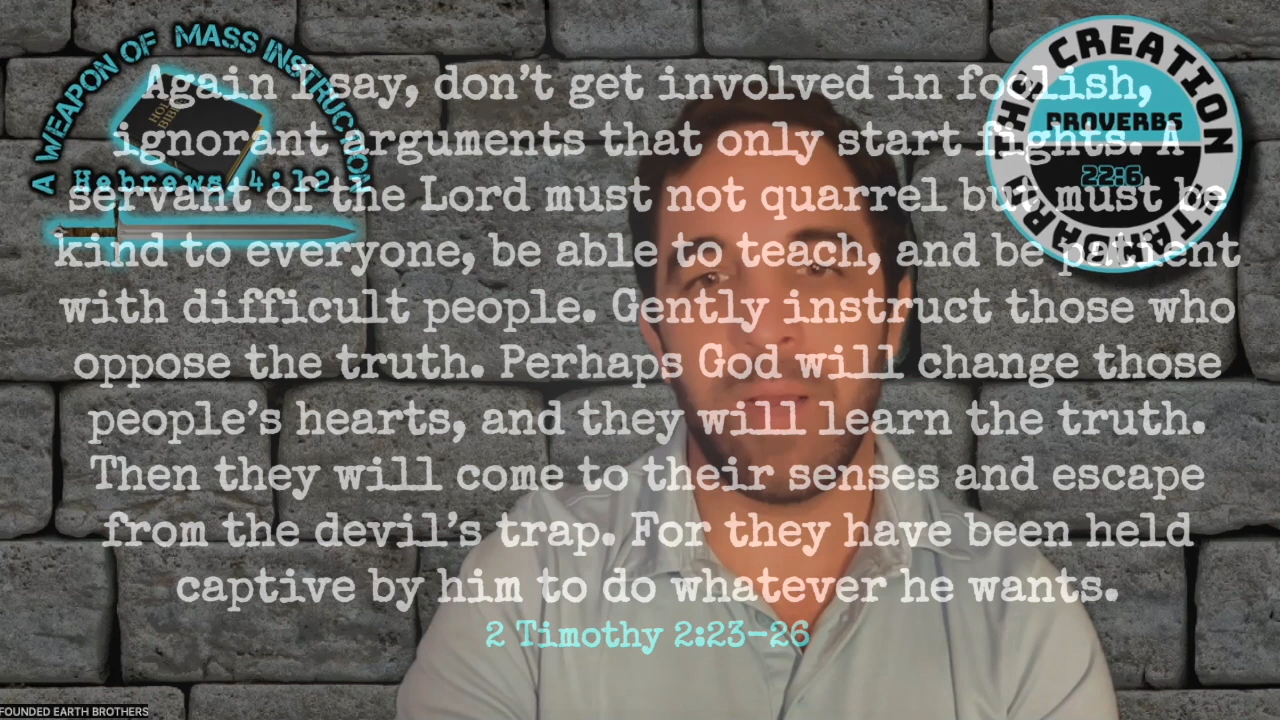 A WEAPON OF MASS INSTRUCTION
HOLY BIBLE
Hebrews 4:12
THE CREATION STANDARD
PROVERBS
22:6
Again I say, don't get involved in foolish,
ignorant arguments that only start fights. A
servant of the Lord must not quarrel but must be
kind to everyone, be able to teach, and be patient
with difficult people. Gently instruct those who
oppose the truth. Perhaps God will change those
people's hearts, and they will learn the truth.
Then they will come to their senses and escape
from the devil's trap. For they have been held
captive by him to do whatever he wants.
2 Timothy 2:23-26
FOUNDED EARTH BROTHERS